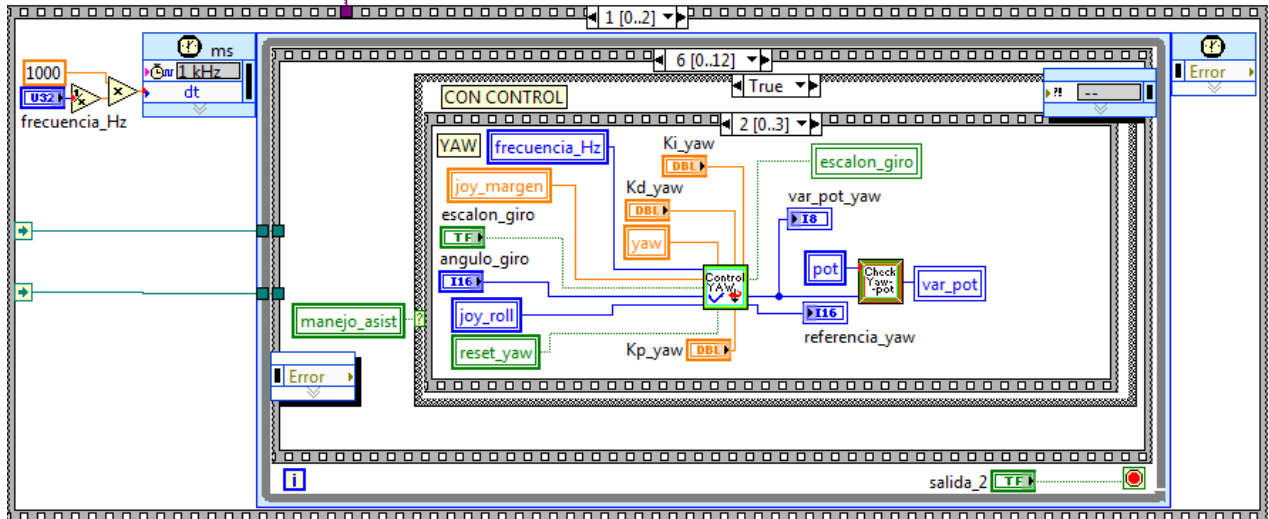 1 [0..2]
ms
1 kHz
dt
1000
U32
frecuencia_Hz
Error
6 [0..12]
True
?! --
CON CONTROL
2 [0..3]
YAW
frecuencia_Hz
Ki_yaw
DBL
escalon_giro
joy_margen
Kd_yaw
DBL
var_pot_yaw
I8
escalon_giro
TF
yaw
angulo_giro
I16
Control
YAW
pot
Check
Yaw-
-pot
var_pot
manejo_asist
?
joy_roll
I16
referencia_yaw
reset_yaw
Kp_yaw
DBL
Error
i
salida_2
TF